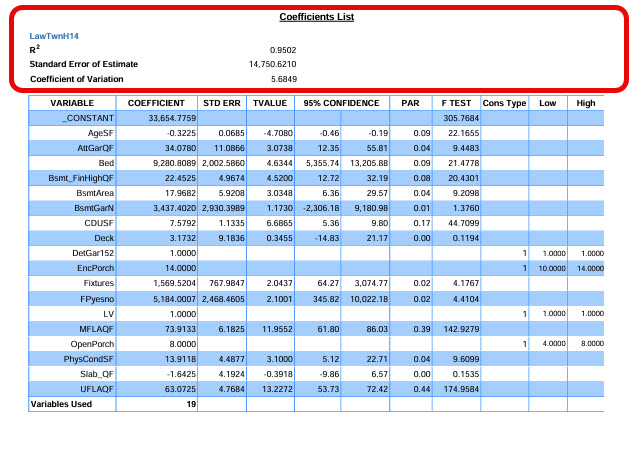 Coefficients List
LawTwnH14
R² 0.9502
Standard Error of Estimate 14,750.6210
Coefficient of Variation 5.6849
VARIABLE COEFFICIENT STD ERR TVALUE 95% CONFIDENCE PAR F TEST Cons Type Low High
_CONSTANT 33,654.7759 305.7684
AgeSF -0.3225 0.0685 -4.7080 -0.46 -0.19 0.09 22.1655
AttGarQF 34.0780 11.0866 3.0738 12.35 55.81 0.04 9.4483
Bed 9,280.8089 2,002.5860 4.6344 5,355.74 13,205.88 0.09 21.4778
Bsmt_FinHighQF 22.4525 4.9674 4.5200 12.72 32.19 0.08 20.4301
BsmtArea 17.9682 5.9208 3.0348 6.36 29.57 0.04 9.2098
BsmtGarN 3,437.4020 2,930.3989 1.1730 -2,306.18 9,180.98 0.01 1.3760
CDUSF 7.5792 1.1335 6.6865 5.36 9.80 0.17 44.7099
Deck 3.1732 9.1836 0.3455 -14.83 21.17 0.00 0.1194
DetGar152 1.0000 1 1.0000 1.0000
EncPorch 14.0000 1 10.0000 14.0000
Fixtures 1,569.5204 767.9847 2.0437 64.27 3,074.77 0.02 4.1767
FPyesno 5,184.0007 2,468.4605 2.1001 345.82 10,022.18 0.02 4.4104
LV 1.0000 1 1.0000 1.0000
MFLAQF 73.9133 6.1825 11.9552 61.80 86.03 0.39 142.9279
OpenPorch 8.0000 1 4.0000 8.0000
PhysCondSF 13.9118 4.4877 3.1000 5.12 22.71 0.04 9.6099
Slab_QF -1.6425 4.1924 -0.3918 -9.86 6.57 0.00 0.1535
UFLAQF 63.0725 4.7684 13.2272 53.73 72.42 0.44 174.9584
Variables Used 19